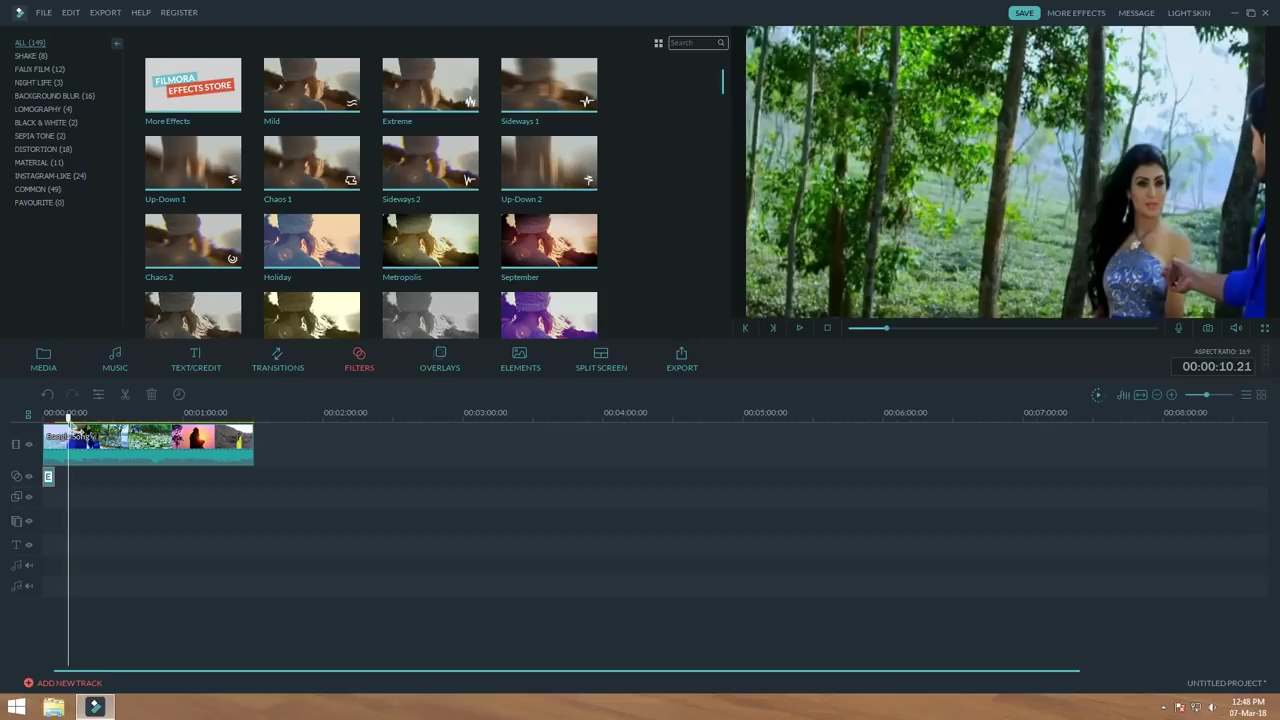 FILE EDIT EXPORT HELP REGISTER
SAVE MORE EFFECTS MESSAGE LIGHT SKIN
ALL (149)
SHAKE (8)
FAUX FILM (12)
NIGHT LIFE (3)
BACKGROUND BLUR (16)
LOMOGRAPHY (4)
BLACK & WHITE (2)
SEPIA TONE (2)
DISTORTION (18)
MATERIAL (11)
INSTAGRAM-LIKE (24)
COMMON (49)
FAVOURITE (0)
Search
FILMORA
EFFECTS STORE
More Effects Mild Extreme Sideways 1
Up-Down 1 Chaos 1 Sideways 2 Up-Down 2
Chaos 2 Holiday Metropolis September
ASPECT RATIO: 16:9
00:00:10.21
MEDIA MUSIC TEXT/CREDIT TRANSITIONS FILTERS OVERLAYS ELEMENTS SPLIT SCREEN EXPORT
00:00:00:00 00:01:00:00 00:02:00:00 00:03:00:00 00:04:00:00 00:05:00:00 00:06:00:00 00:07:00:00 00:08:00:00
E
T
ADD NEW TRACK
UNTITLED PROJECT *
12:48 PM
07-Mar-18